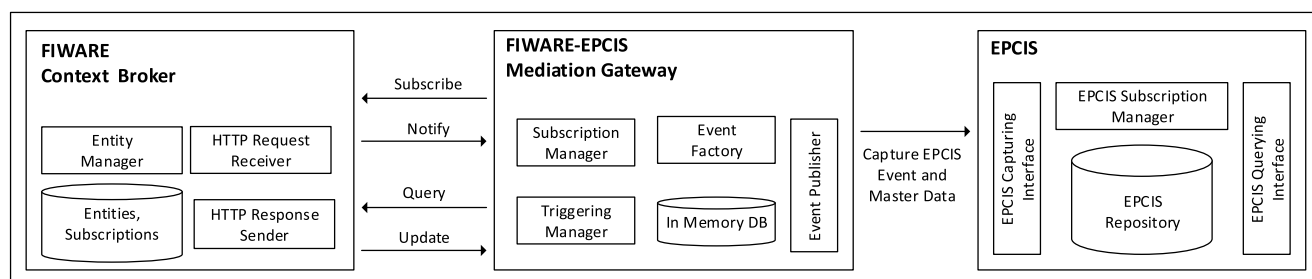 FIWARE
Context Broker
Entity
Manager
HTTP Request
Receiver
Entities,
Subscriptions
HTTP Response
Sender
Subscribe
Notify
Query
Update
FIWARE-EPCIS
Mediation Gateway
Subscription
Manager
Event
Factory
Triggering
Manager
In Memory DB
Event Publisher
Capture EPCIS
Event and
Master Data
EPCIS
EPCIS Capturing
Interface
EPCIS Subscription
Manager
EPCIS
Repository
EPCIS Querying
Interface